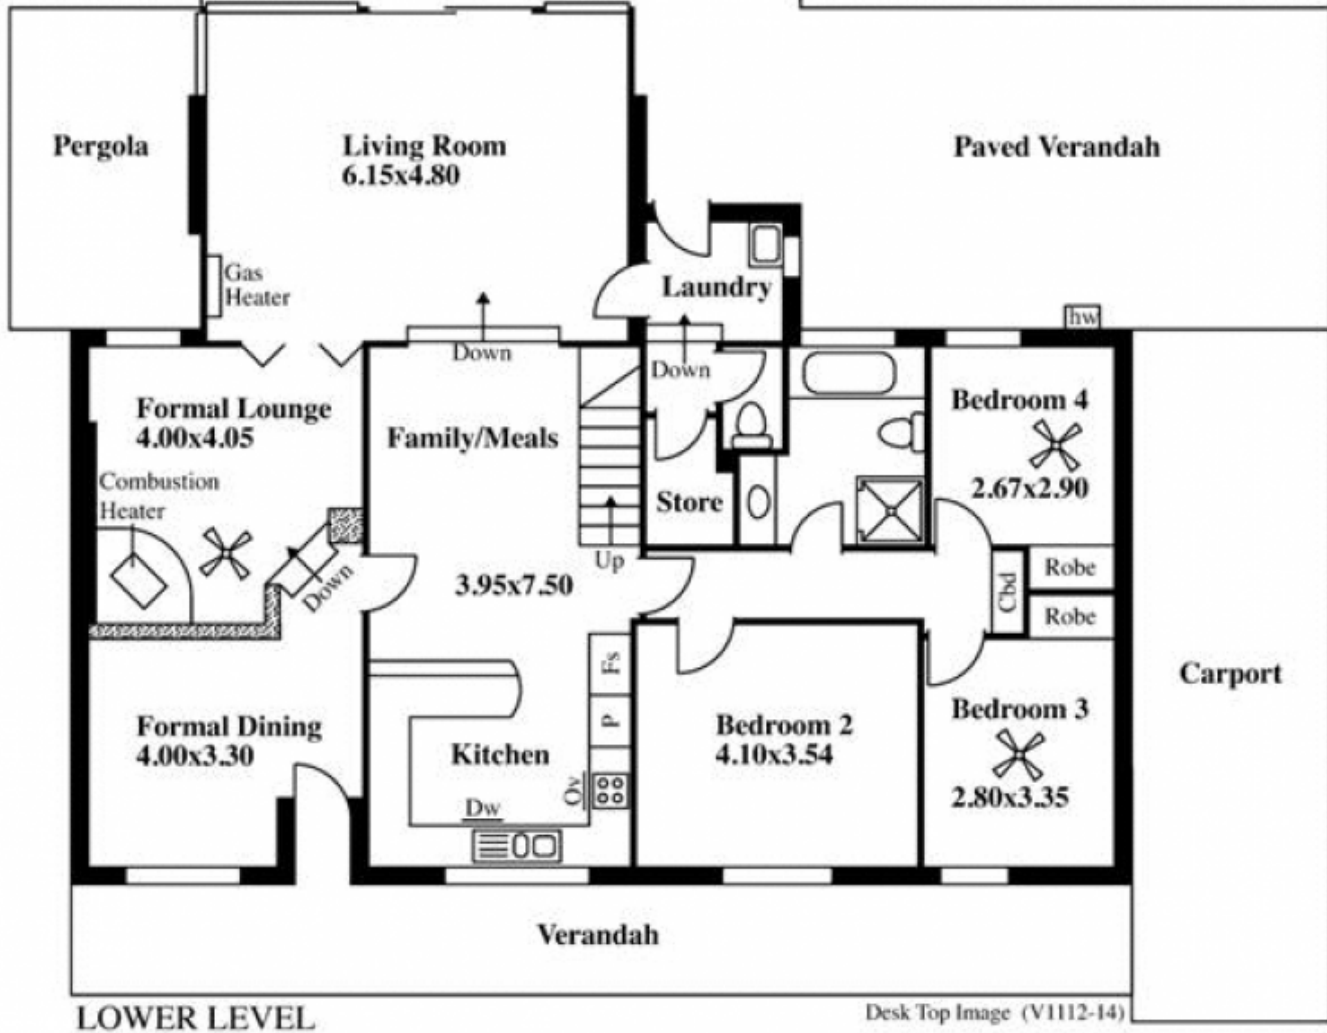 Pergola
Living Room
6.15x4.80
Paved Verandah
Gas
Heater
Laundry
hw
Down
Down
Formal Lounge
4.00x4.05
Family/Meals
Bedroom 4
2.67x2.90
Combustion
Heater
Store
Up
Down
3.95x7.50
Cbd
Robe
Robe
Fs
P
Carport
Formal Dining
4.00x3.30
Kitchen
Bedroom 2
4.10x3.54
Bedroom 3
2.80x3.35
Ov
Dw
Verandah
LOWER LEVEL
Desk Top Image (V1112-14)